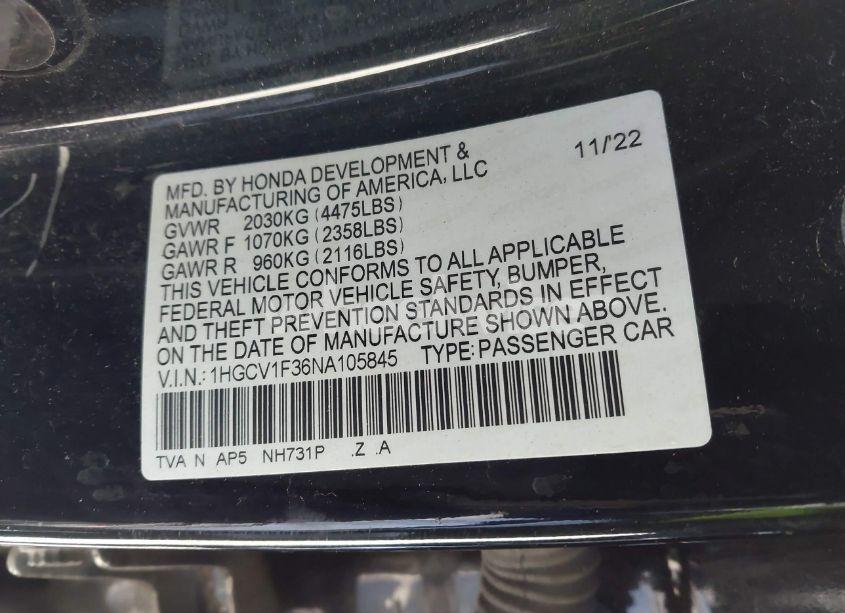 MFD. BY HONDA DEVELOPMENT & 11/'22
MANUFACTURING OF AMERICA, LLC
GVWR 2030KG (4475LBS)
GAWR F 1070KG (2358LBS)
GAWR R 960KG (2116LBS)
THIS VEHICLE CONFORMS TO ALL APPLICABLE
FEDERAL MOTOR VEHICLE SAFETY, BUMPER,
AND THEFT PREVENTION STANDARDS IN EFFECT
ON THE DATE OF MANUFACTURE SHOWN ABOVE.
V.I.N.: 1HGCV1F36NA105845 TYPE: PASSENGER CAR
TVA N AP5 NH731P .Z .A